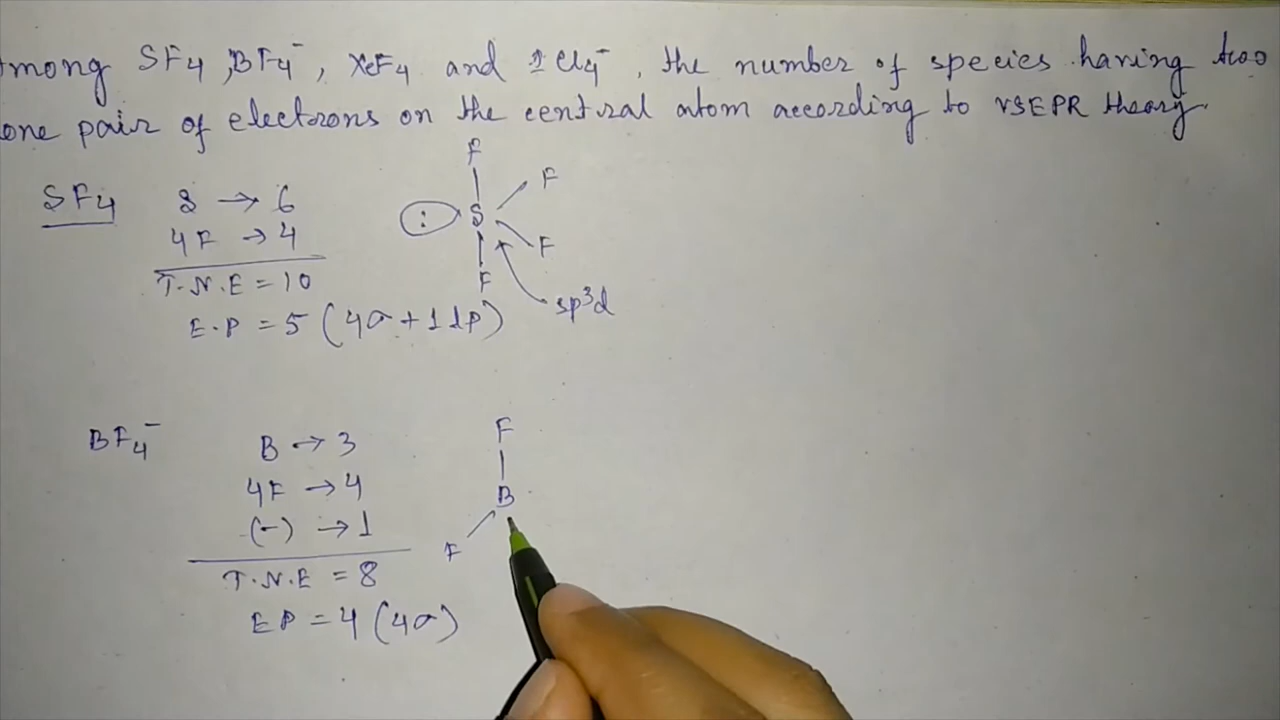 mong SF4, BF4⁻, XeF4 and ICl4⁻, the number of species having two
one pair of electrons on the central atom according to VSEPR theory.
SF4
S → 6
4F → 4
T.N.E = 10
E.P = 5 (4σ + 1 lp)
F
F
: S
F
F
sp³d
BF4⁻
B → 3
4F → 4
(-) → 1
T.N.E = 8
EP = 4 (4σ)
F
B
F